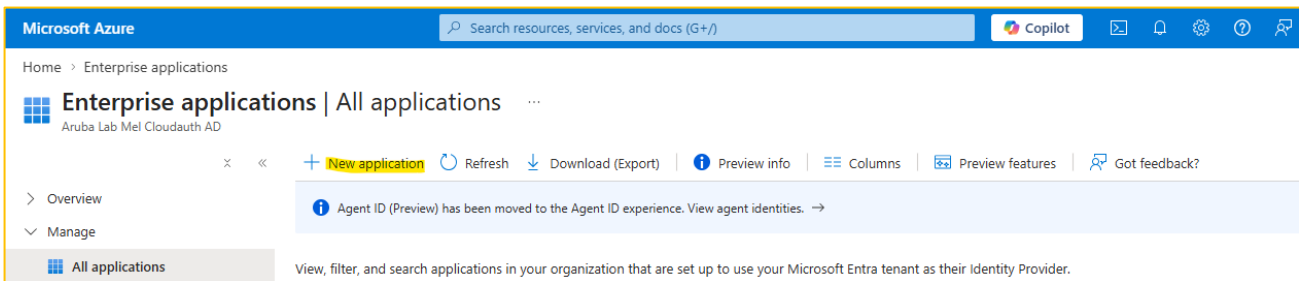 Microsoft Azure
Search resources, services, and docs (G+/)
Copilot
Home > Enterprise applications
Enterprise applications | All applications ...
Aruba Lab Mel Cloudauth AD
New application
Refresh
Download (Export)
Preview info
Columns
Preview features
Got feedback?
Overview
Agent ID (Preview) has been moved to the Agent ID experience. View agent identities. →
Manage
All applications
View, filter, and search applications in your organization that are set up to use your Microsoft Entra tenant as their Identity Provider.